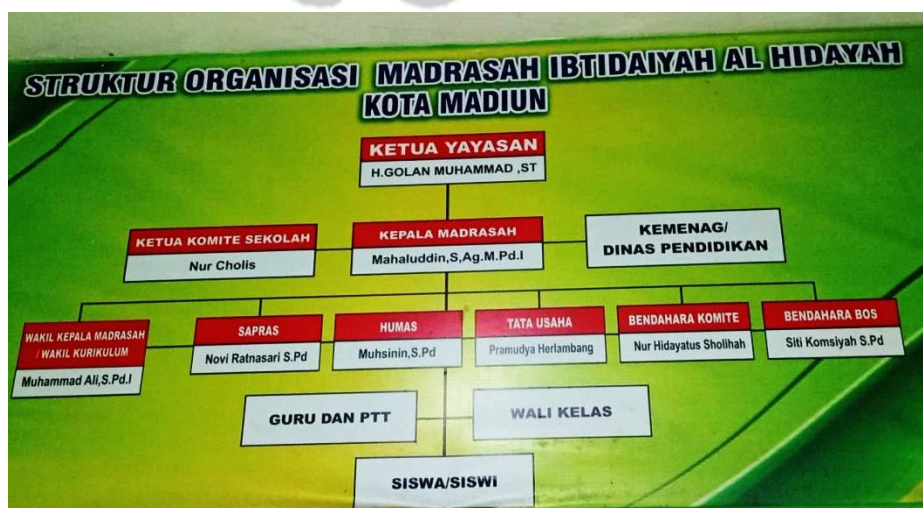 STRUKTUR ORGANISASI MADRASAH IBTIDAIYAH AL HIDAYAH
KOTA MADIUN
KETUA YAYASAN
H.GOLAN MUHAMMAD ,ST
KETUA KOMITE SEKOLAH
Nur Cholis
KEPALA MADRASAH
Mahaluddin,S,Ag.M.Pd.I
KEMENAG/
DINAS PENDIDIKAN
WAKIL KEPALA MADRASAH
/ WAKIL KURIKULUM
Muhammad Ali,S.Pd.I
SAPRAS
Novi Ratnasari S.Pd
HUMAS
Muhsinin,S.Pd
TATA USAHA
Pramudya Herlambang
BENDAHARA KOMITE
Nur Hidayatus Sholihah
BENDAHARA BOS
Siti Komsiyah S.Pd
GURU DAN PTT
WALI KELAS
SISWA/SISWI